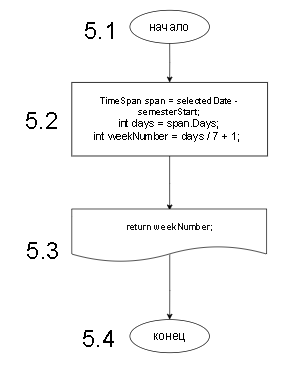 5.1
начало
5.2
TimeSpan span = selectedDate -
semesterStart;
int days = span.Days;
int weekNumber = days / 7 + 1;
5.3
return weekNumber;
5.4
конец